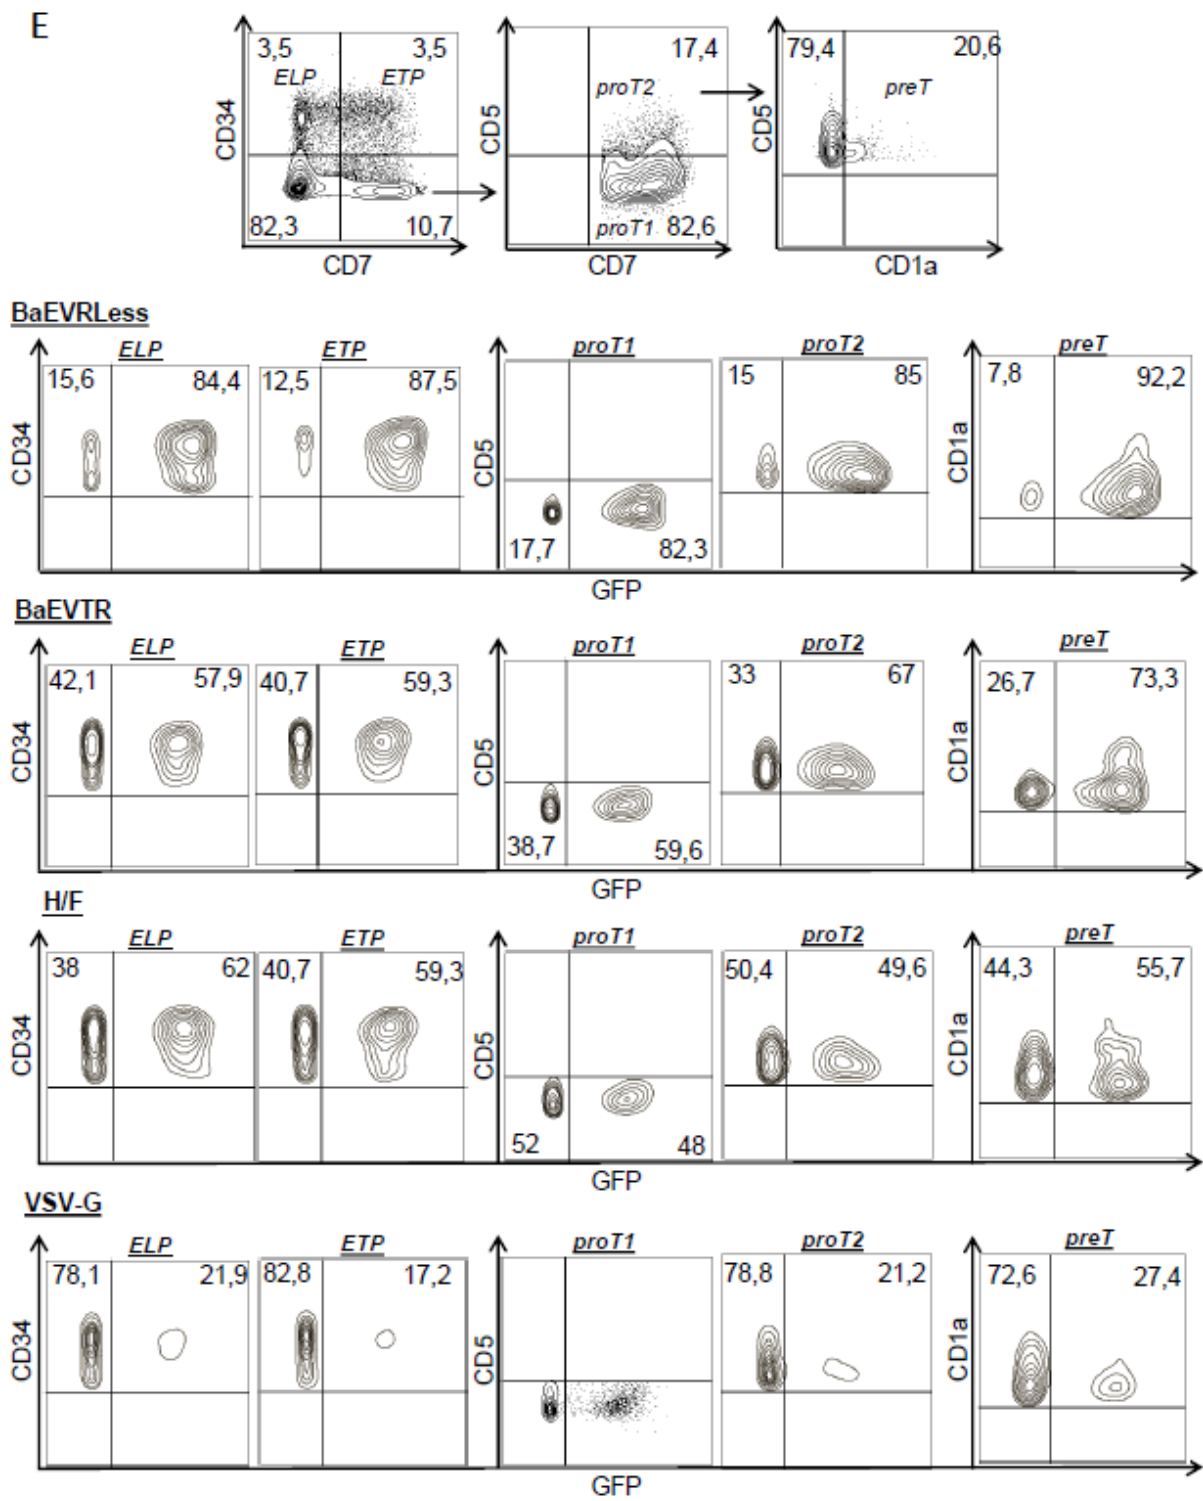 E
3,5 3,5 17,4 79,4 20,6
ELP ETP proT2 preT
CD34 CD5 CD5
82,3 10,7 proT1 82,6
CD7 CD7 CD1a
BaEVRLess
ELP ETP proT1 proT2 preT
15,6 84,4 12,5 87,5 15 85 7,8 92,2
CD34 CD5 CD1a
17,7 82,3
GFP
BaEVTR
ELP ETP proT1 proT2 preT
42,1 57,9 40,7 59,3 33 67 26,7 73,3
CD34 CD5 CD1a
38,7 59,6
GFP
H/F
ELP ETP proT1 proT2 preT
38 62 40,7 59,3 50,4 49,6 44,3 55,7
CD34 CD5 CD1a
52 48
GFP
VSV-G
ELP ETP proT1 proT2 preT
78,1 21,9 82,8 17,2 78,8 21,2 72,6 27,4
CD34 CD5 CD1a
GFP